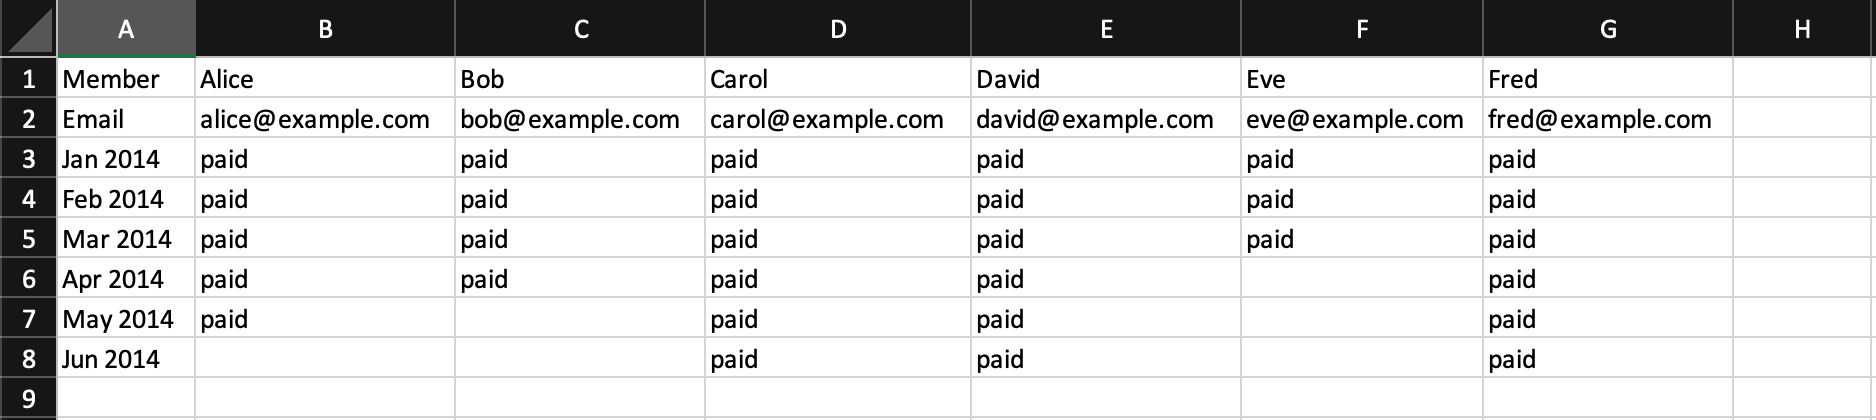 A B C D E F G H
1 Member Alice Bob Carol David Eve Fred
2 Email alice@example.com bob@example.com carol@example.com david@example.com eve@example.com fred@example.com
3 Jan 2014 paid paid paid paid paid paid
4 Feb 2014 paid paid paid paid paid paid
5 Mar 2014 paid paid paid paid paid paid
6 Apr 2014 paid paid paid paid paid
7 May 2014 paid paid paid paid
8 Jun 2014 paid paid paid
9